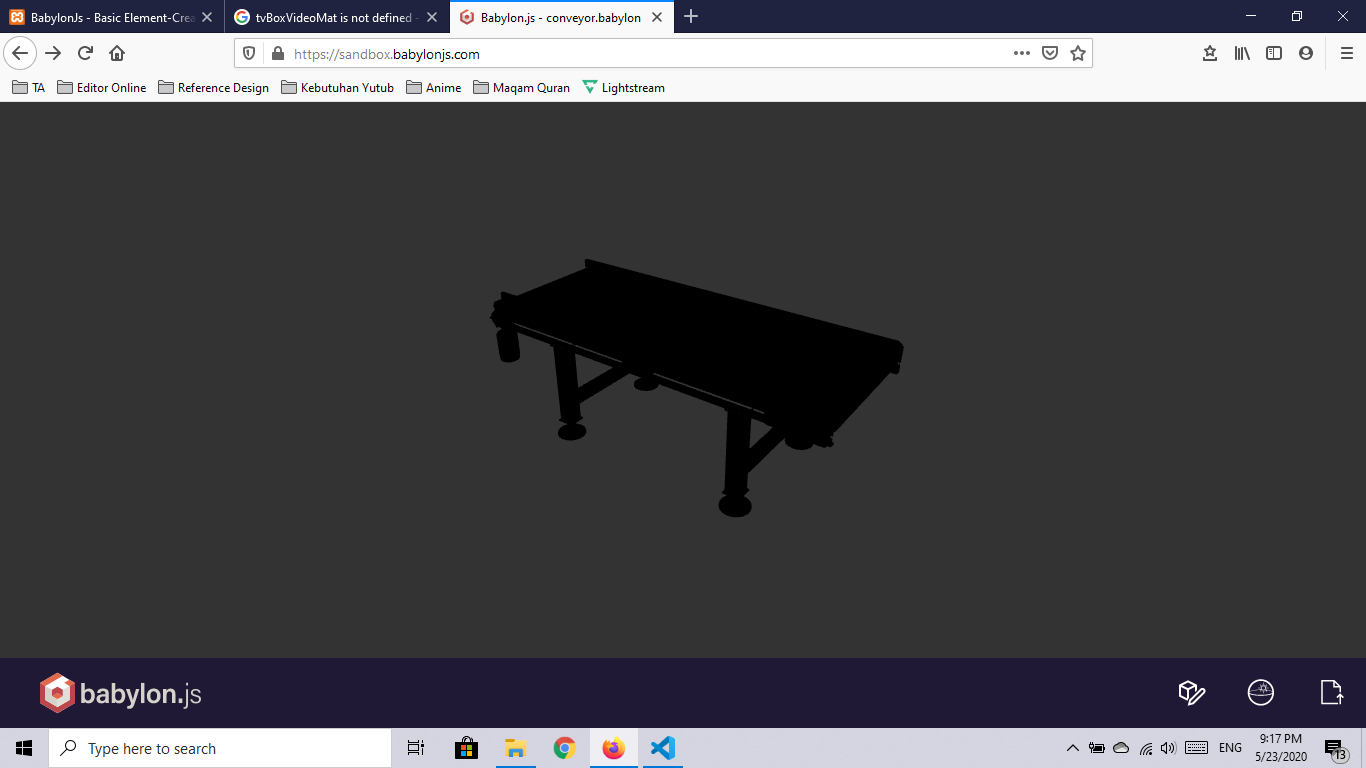 BabylonJs - Basic Element-Crea
tvBoxVideoMat is not defined -
Babylon.js - conveyor.babylon
https://sandbox.babylonjs.com
TA
Editor Online
Reference Design
Kebutuhan Yutub
Anime
Maqam Quran
Lightstream
babylon.js
Type here to search
ENG
9:17 PM
5/23/2020
13